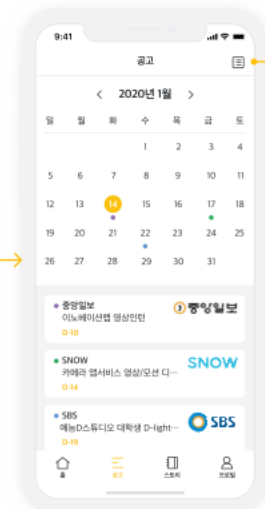 9:41
공고
2020년 1월
일 월 화 수 목 금 토
1 2 3 4
5 6 7 8 9 10 11
12 13 14 15 16 17 18
19 20 21 22 23 24 25
26 27 28 29 30 31
중앙일보
중앙일보
이노베이션랩 영상인턴
D-10
SNOW
SNOW
카메라 앱서비스 영상/모션 디…
D-14
SBS
SBS
예능D스튜디오 대학생 D-light…
D-19
홈 공고 스토리 프로필